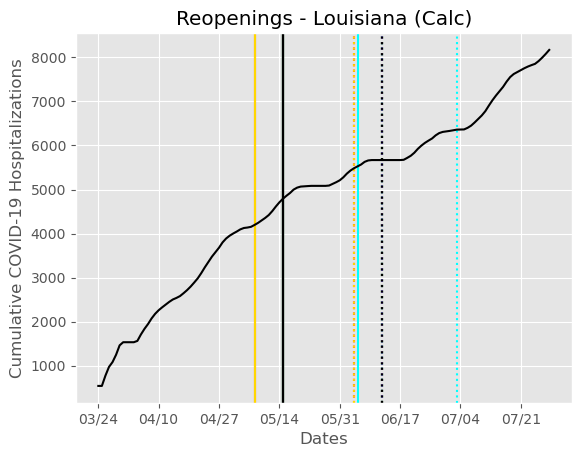 Reopenings - Louisiana (Calc)
Cumulative COVID-19 Hospitalizations
8000
7000
6000
5000
4000
3000
2000
1000
03/24 04/10 04/27 05/14 05/31 06/17 07/04 07/21
Dates